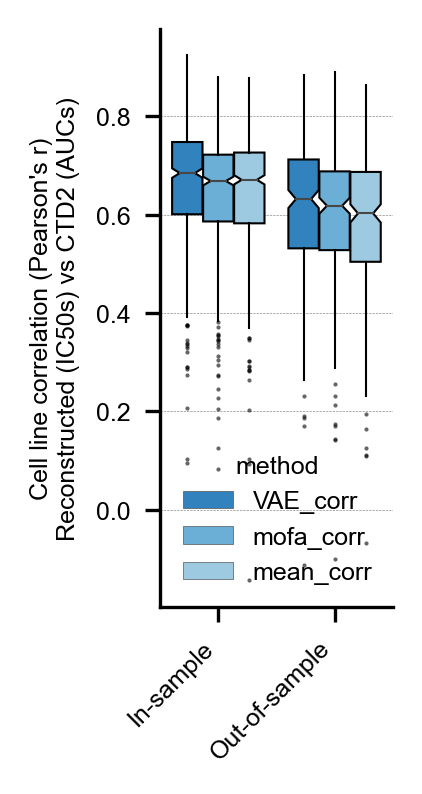 Cell line correlation (Pearson's r)
Reconstructed (IC50s) vs CTD2 (AUCs)
0.8
0.6
0.4
0.2
0.0
method
VAE_corr
mofa_corr
mean_corr
In-sample
Out-of-sample